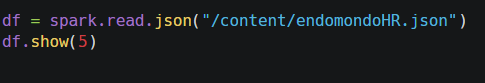 df = spark.read.json("/content/endomondoHR.json")
df.show(5)